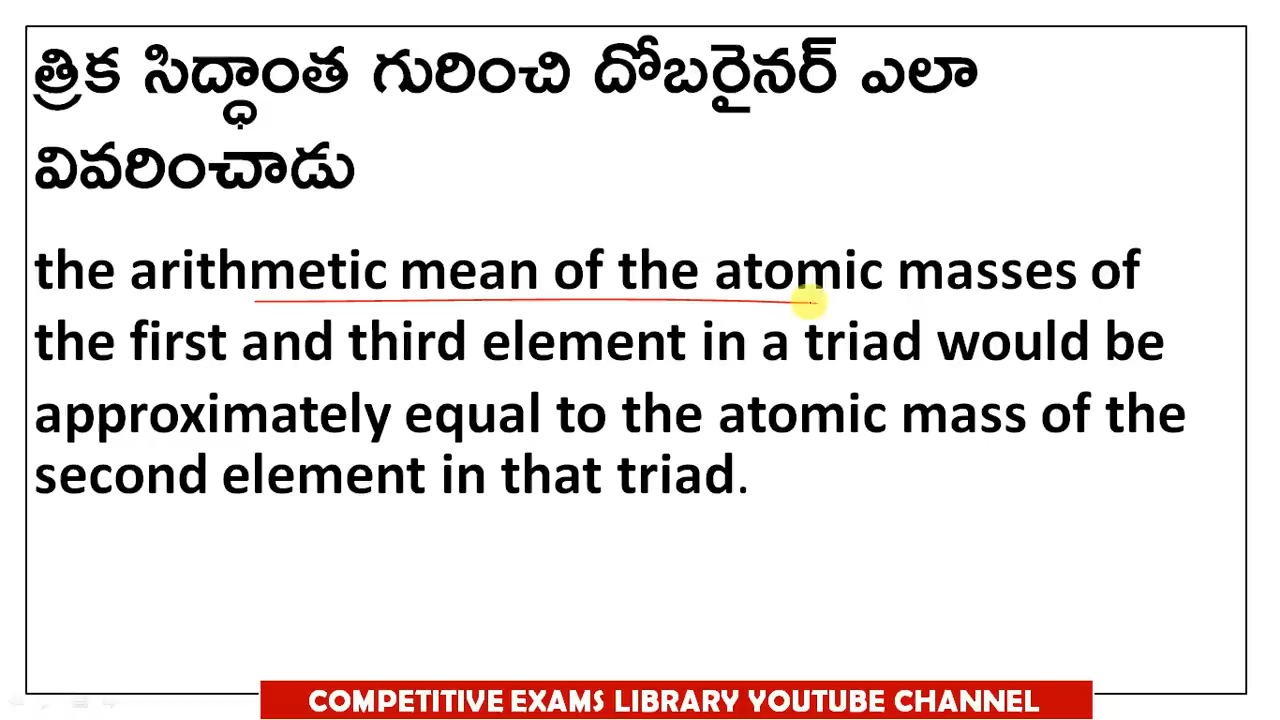 త్రిక సిద్ధాంత గురించి దోబరైనర్ ఎలా
వివరించాడు
the arithmetic mean of the atomic masses of
the first and third element in a triad would be
approximately equal to the atomic mass of the
second element in that triad.
COMPETITIVE EXAMS LIBRARY YOUTUBE CHANNEL